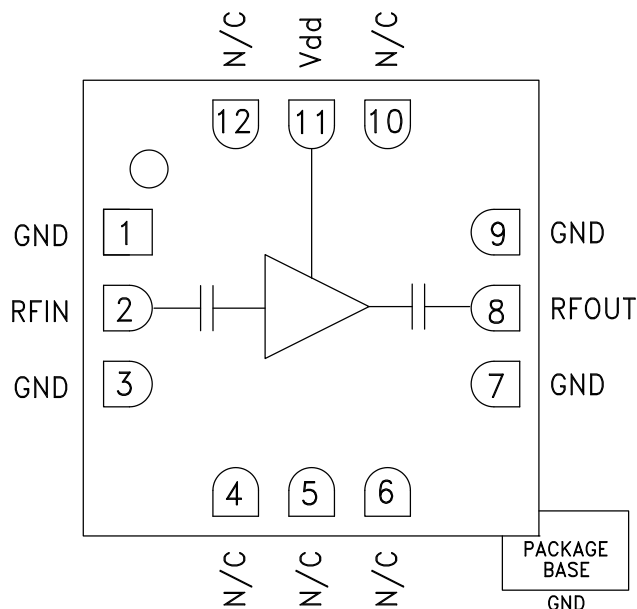 N/C
Vdd
N/C
12
11
10
GND
1
9
GND
RFIN
2
8
RFOUT
GND
3
7
GND
4
5
6
N/C
N/C
N/C
PACKAGE
BASE
GND